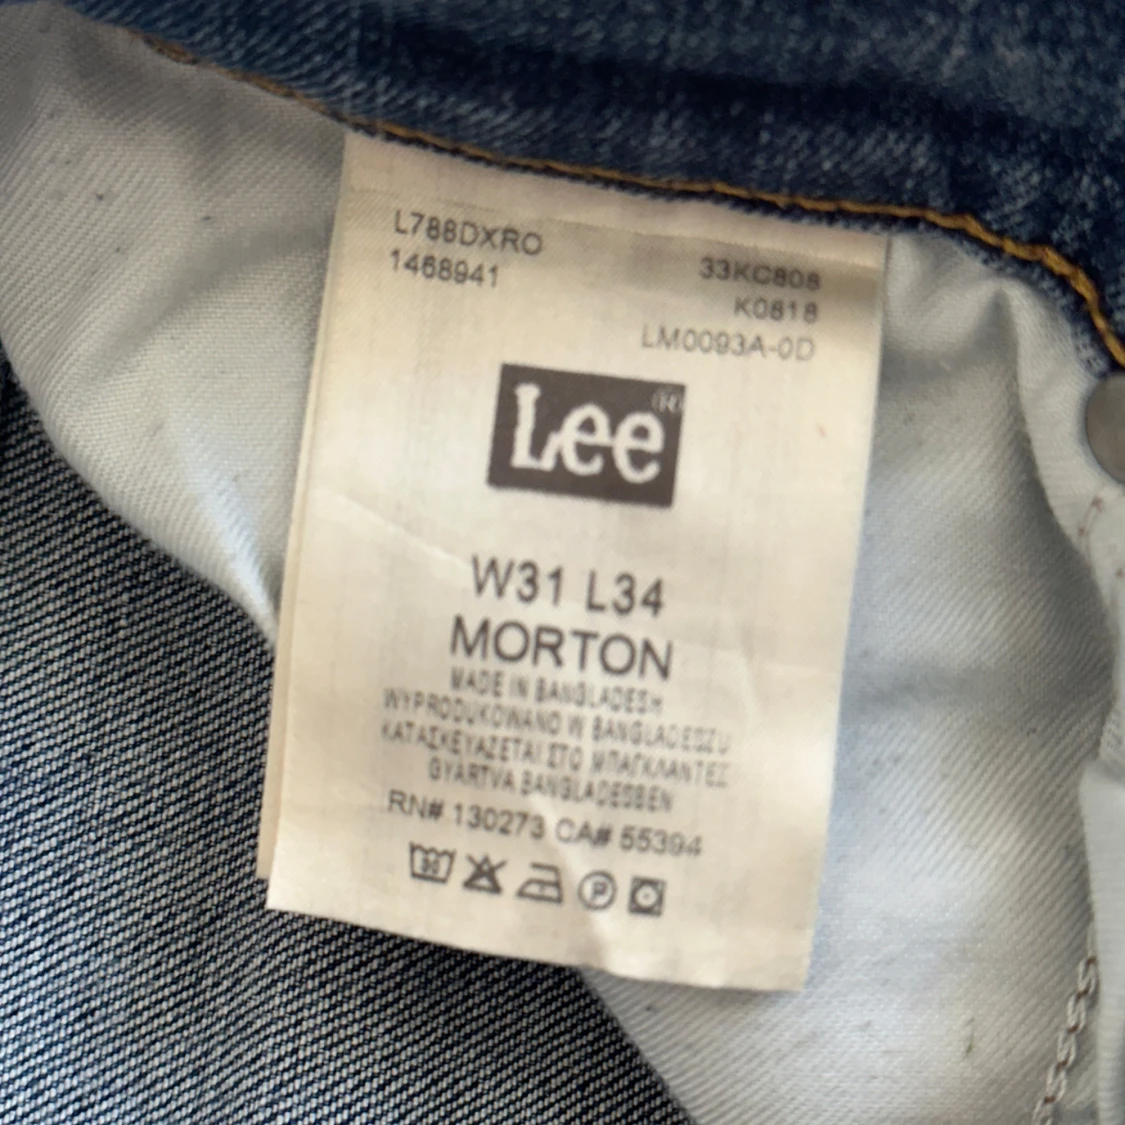 L788DXRO
1468941
33KC808
K0818
LM0093A-0D
Lee®
W31 L34
MORTON
MADE IN BANGLADESH
WYPRODUKOWANO W BANGLADESZU
ΚΑΤΑΣΚΕΥΑΖΕΤΑΙ ΣΤΟ ΜΠΑΓΚΛΑΝΤΕΣ
GYÁRTVA BANGLADESBEN
RN# 130273 CA# 55394
30
P